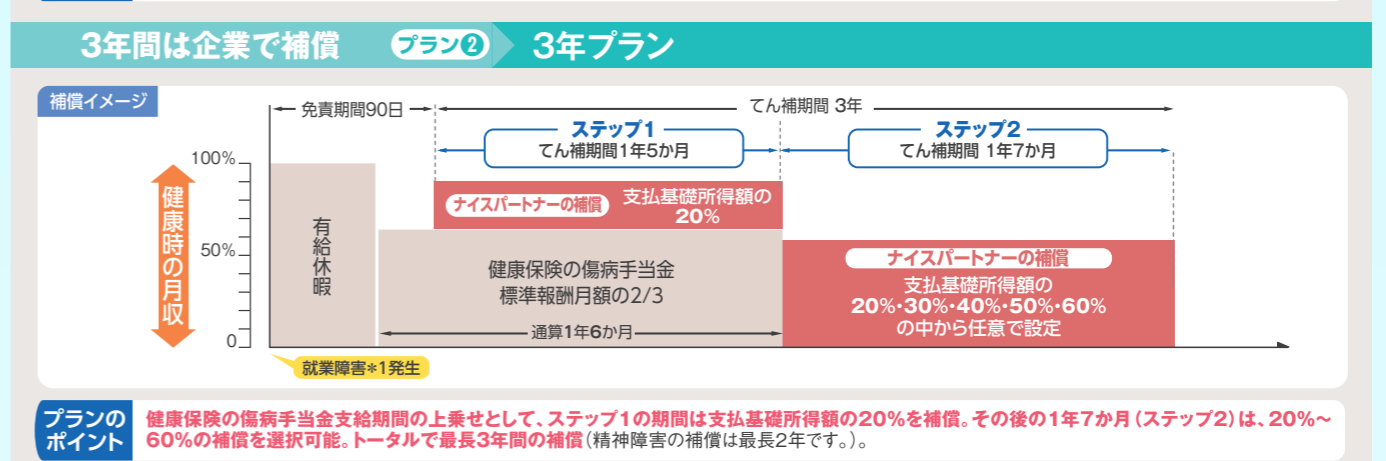 3年間は企業で補償 プラン❷ 3年プラン
補償イメージ
免責期間90日
てん補期間 3年
ステップ1
てん補期間1年5か月
ステップ2
てん補期間 1年7か月
健康時の月収
100%
50%
0
有給休暇
ナイスパートナーの補償 支払基礎所得額の
20%
健康保険の傷病手当金
標準報酬月額の2/3
通算1年6か月
ナイスパートナーの補償
支払基礎所得額の
20%・30%・40%・50%・60%
の中から任意で設定
就業障害*1発生
プランの
ポイント
健康保険の傷病手当金支給期間の上乗せとして、ステップ1の期間は支払基礎所得額の20%を補償。その後の1年7か月（ステップ2）は、20%～
60%の補償を選択可能。トータルで最長3年間の補償（精神障害の補償は最長2年です。）。